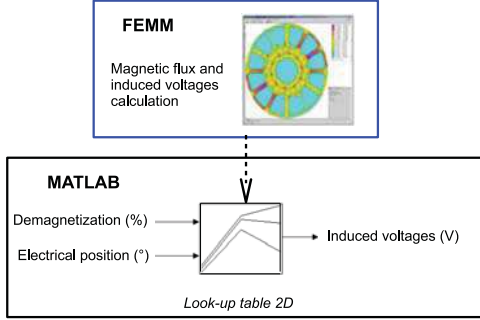 FEMM
Magnetic flux and
induced voltages
calculation
MATLAB
Demagnetization (%)
Electrical position (°)
Induced voltages (V)
Look-up table 2D